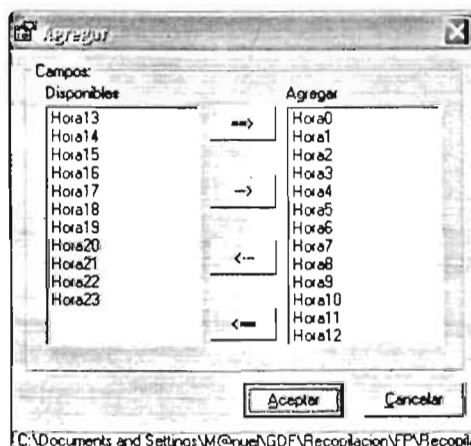 Agregar
Campos:
Disponibles
Hora13
Hora14
Hora15
Hora16
Hora17
Hora18
Hora19
Hora20
Hora21
Hora22
Hora23
==>
-->
<--
<==
Agregar
Hora0
Hora1
Hora2
Hora3
Hora4
Hora5
Hora6
Hora7
Hora8
Hora9
Hora10
Hora11
Hora12
Aceptar
Cancelar
C:\Documents and Settings\M@nuel\GDF\Recopilacion\FP\Recopil